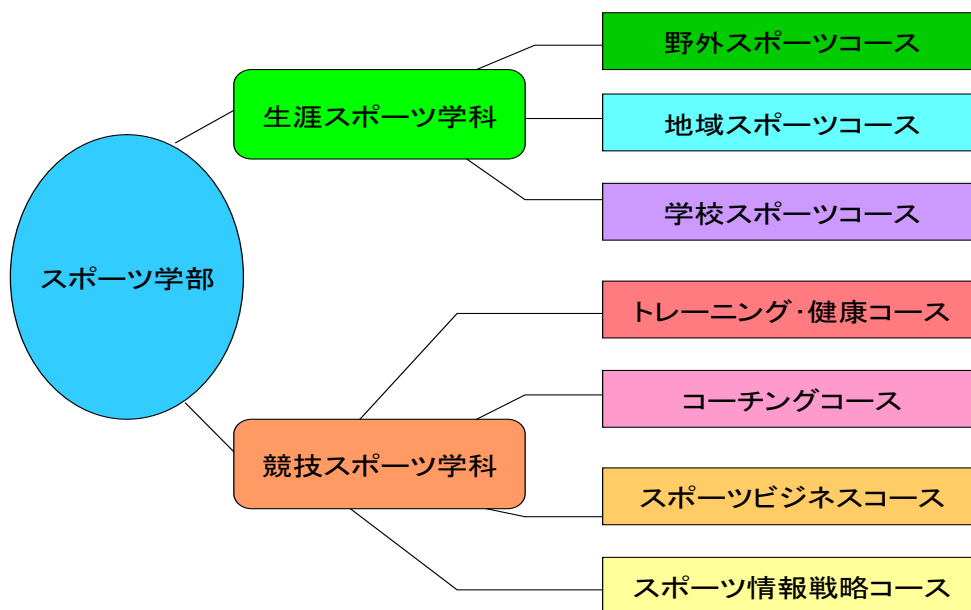 スポーツ学部
生涯スポーツ学科
野外スポーツコース
地域スポーツコース
学校スポーツコース
競技スポーツ学科
トレーニング・健康コース
コーチングコース
スポーツビジネスコース
スポーツ情報戦略コース